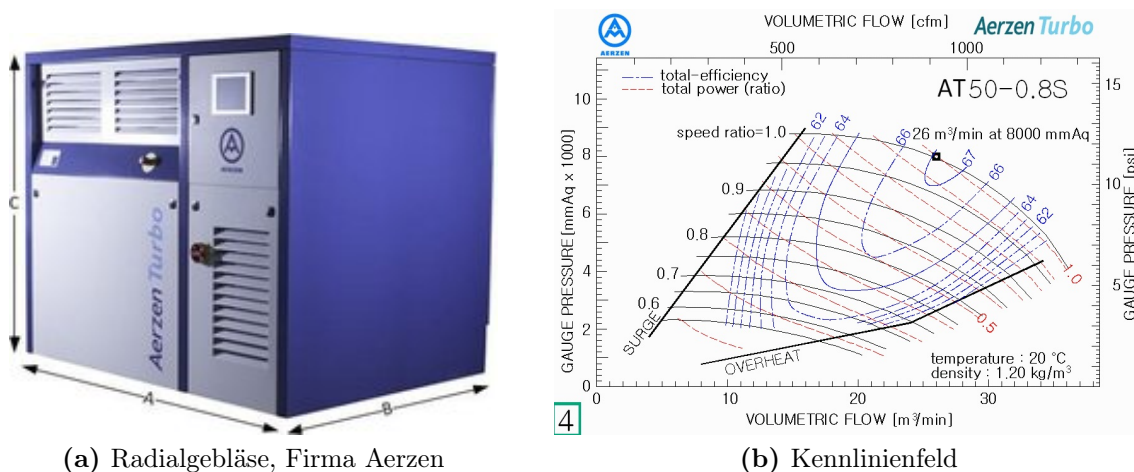 C
A
B
AERZEN
Aerzen Turbo
(a) Radialgebläse, Firma Aerzen
AERZEN
VOLUMETRIC FLOW [cfm]
Aerzen Turbo
500
1000
total-efficiency
total power (ratio)
AT50-0.8S
speed ratio=1.0
62
64
66
26 m³/min at 8000 mmAq
67
66
64
62
0.9
0.8
0.7
0.6
SURGE
OVERHEAT
1.0
0.5
temperature : 20 °C
density : 1.20 kg/m³
GAUGE PRESSURE [mmAq x 1000]
10
8
6
4
2
0
GAUGE PRESSURE [psi]
15
10
5
0
10
20
30
VOLUMETRIC FLOW [m³/min]
4
(b) Kennlinienfeld